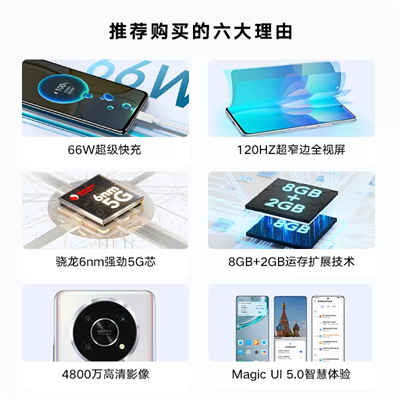 推荐购买的六大理由
66W
66W超级快充
120HZ超窄边全视屏
6nm
5G
8GB
+
2GB
8GB
骁龙6nm强劲5G芯
8GB+2GB运存扩展技术
4800万高清影像
Magic UI 5.0智慧体验